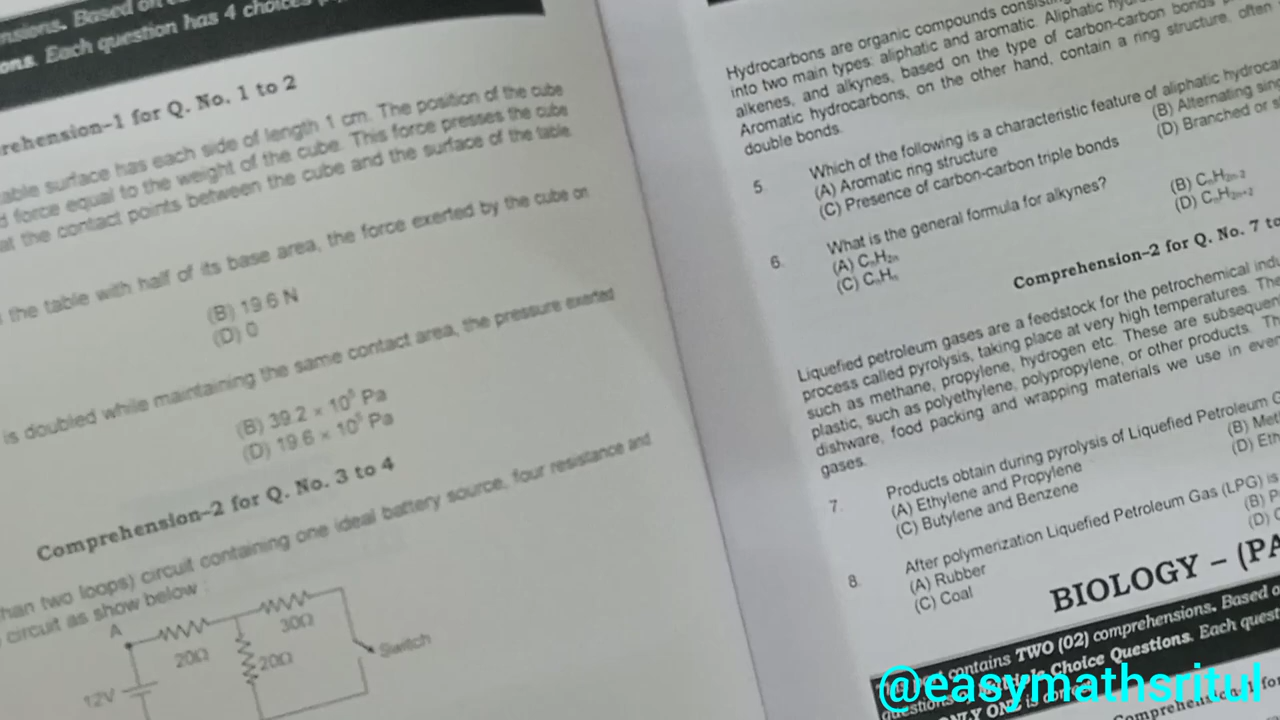 nsions. Based on
ons. Each question has 4 choices
rehension–1 for Q. No. 1 to 2
able surface has each side of length 1 cm. The position of the cube
d force equal to the weight of the cube. This force presses the cube
at the contact points between the cube and the surface of the table.
the table with half of its base area, the force exerted by the cube on
(B) 19.6 N
(D) 0
is doubled while maintaining the same contact area, the pressure exerted
(B) 39.2 × 10⁵ Pa
(D) 19.6 × 10⁵ Pa
Comprehension–2 for Q. No. 3 to 4
han two loops) circuit containing one ideal battery source, four resistance and
circuit as show below :
A
20Ω
30Ω
20Ω
Switch
12V
Hydrocarbons are organic compounds consisting
into two main types: aliphatic and aromatic. Aliphatic
alkenes, and alkynes, based on the type of carbon-carbon bonds
Aromatic hydrocarbons, on the other hand, contain a ring structure, often
double bonds.
5. Which of the following is a characteristic feature of aliphatic hydroca
(A) Aromatic ring structure (B) Alternating sing
(C) Presence of carbon-carbon triple bonds (D) Branched or s
6. What is the general formula for alkynes?
(A) CₙH₂ₙ (B) CₙH₂ₙ₋₂
(C) CₙHₙ (D) CₙH₂ₙ₊₂
Comprehension–2 for Q. No. 7 to
Liquefied petroleum gases are a feedstock for the petrochemical indu
process called pyrolysis, taking place at very high temperatures. The
such as methane, propylene, hydrogen etc. These are subsequen
plastic, such as polyethylene, polypropylene, or other products. Th
dishware, food packing and wrapping materials we use in ever
gases.
7. Products obtain during pyrolysis of Liquefied Petroleum G
(A) Ethylene and Propylene (B) Met
(C) Butylene and Benzene (D) Eth
8. After polymerization Liquefied Petroleum Gas (LPG) is
(A) Rubber (B) P
(C) Coal (D) C
BIOLOGY – (PA
contains TWO (02) comprehensions. Based o
questions Multiple Choice Questions. Each quest
ONLY ONE is
Comprehension–1 for
@easymathsritul